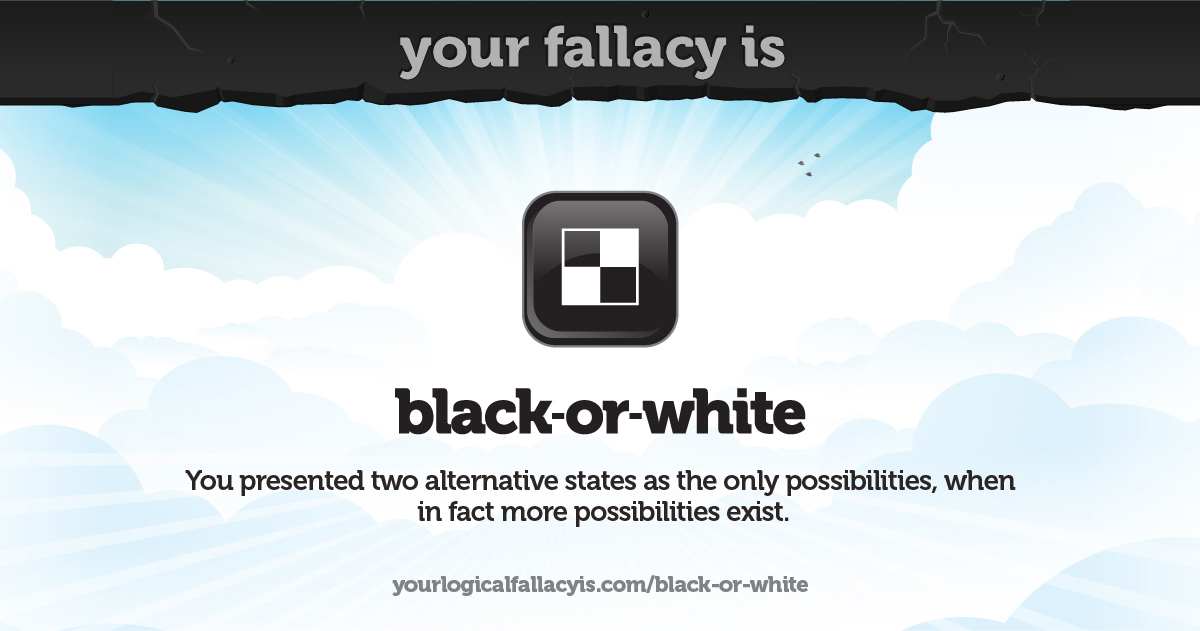 your fallacy is
black-or-white
You presented two alternative states as the only possibilities, when
in fact more possibilities exist.
yourlogicalfallacyis.com/black-or-white